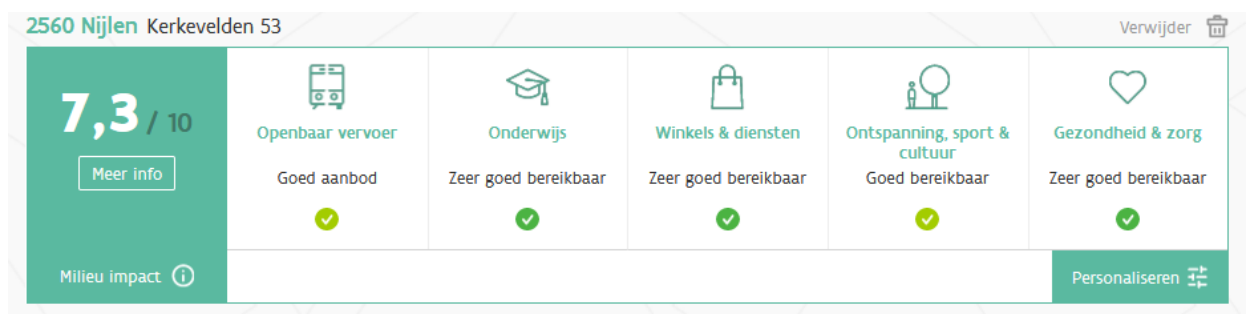 2560 Nijlen Kerkevelden 53
Verwijder
7,3 / 10
Meer info
Openbaar vervoer
Goed aanbod
Onderwijs
Zeer goed bereikbaar
Winkels & diensten
Zeer goed bereikbaar
Ontspanning, sport &
cultuur
Goed bereikbaar
Gezondheid & zorg
Zeer goed bereikbaar
Milieu impact
Personaliseren